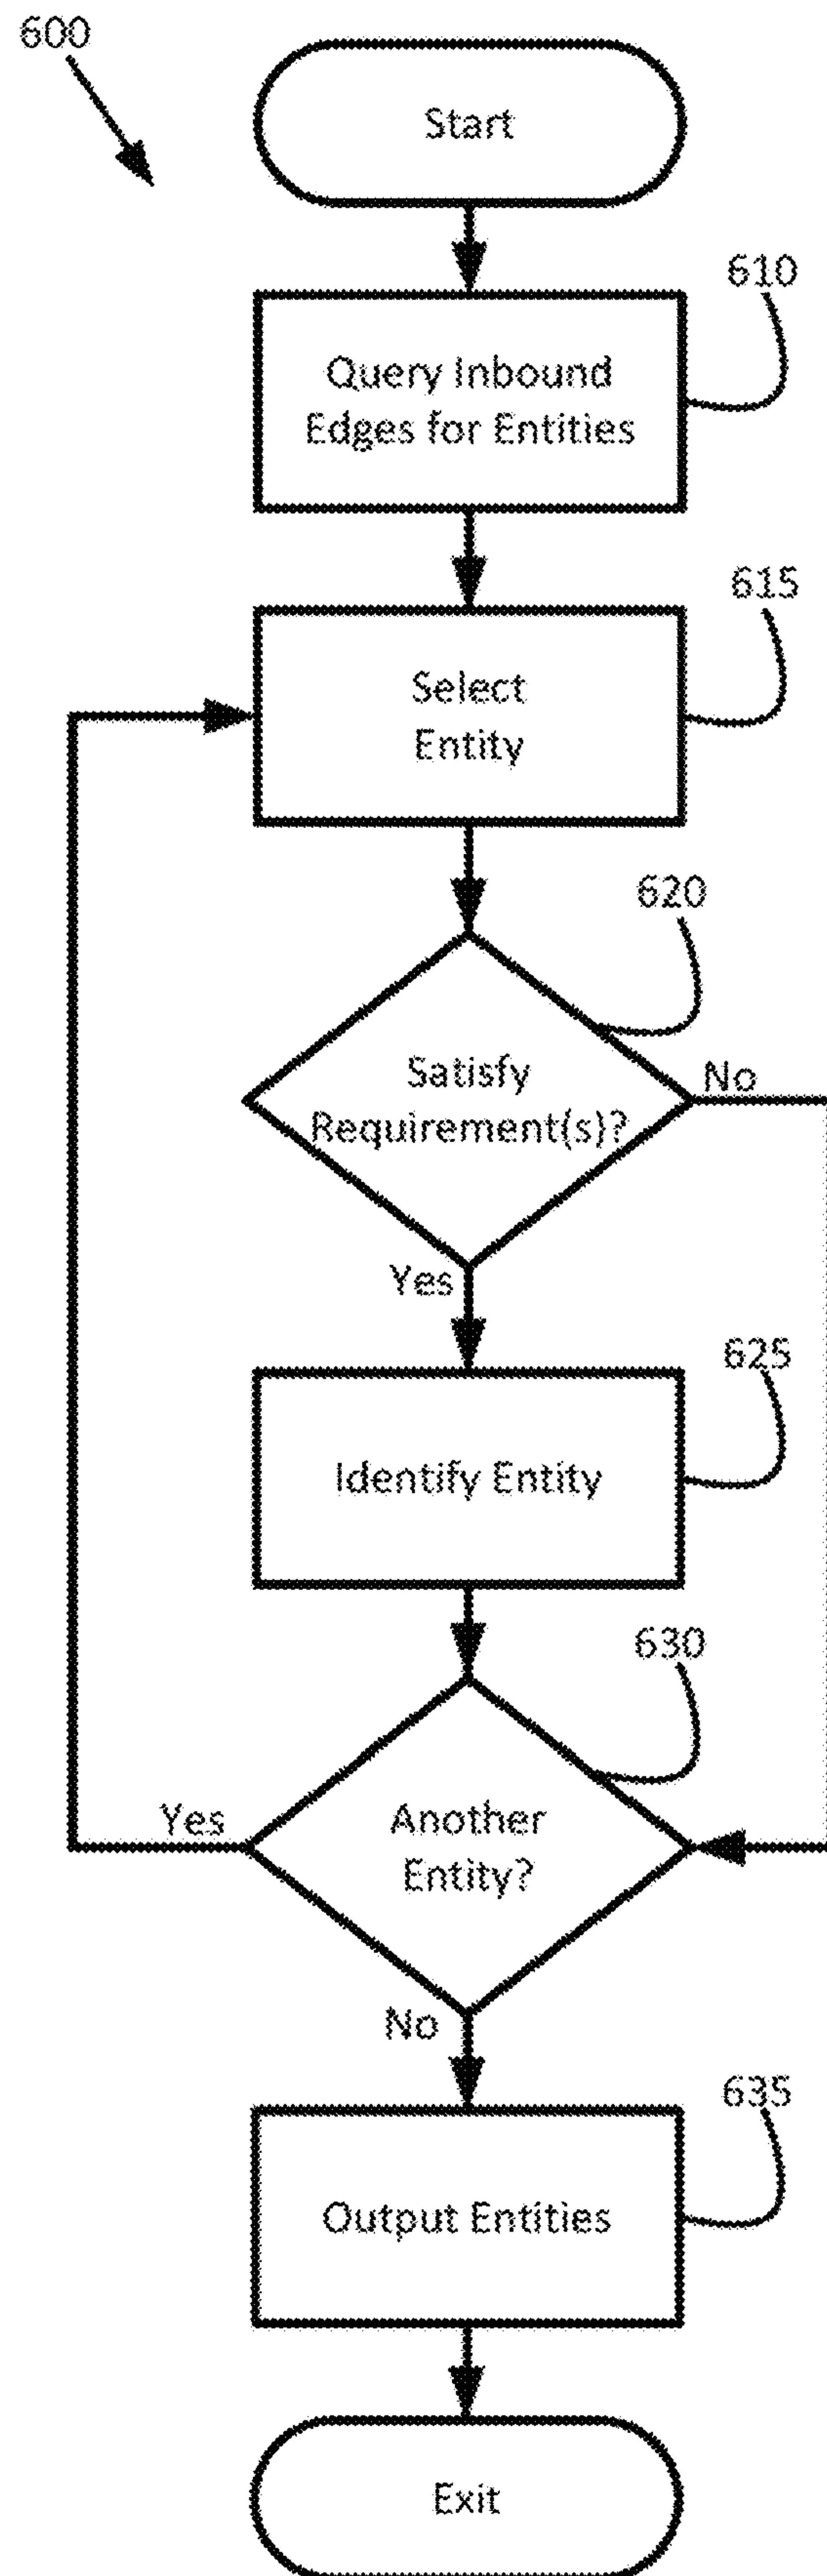 600
Start
610
Query Inbound
Edges for Entities
615
Select
Entity
620
Satisfy
Requirement(s)?
No
Yes
625
Identify Entity
630
Another
Entity?
Yes
No
635
Output Entities
Exit